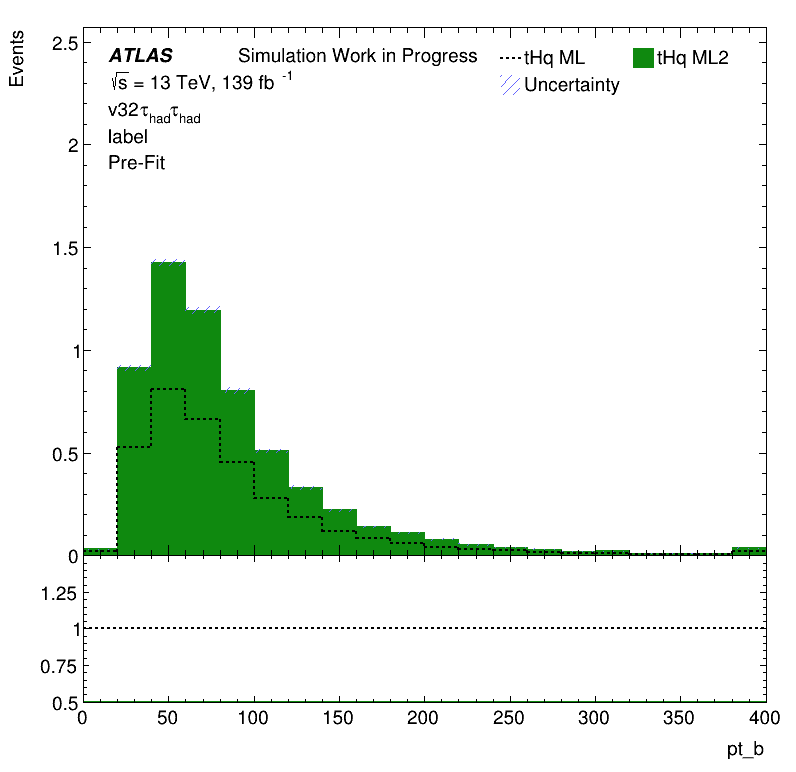 Events
ATLAS Simulation Work in Progress
√s = 13 TeV, 139 fb⁻¹
v32τhadτhad
label
Pre-Fit
tHq ML tHq ML2
Uncertainty
2.5
2
1.5
1
0.5
0
1.25
1
0.75
0.5
0 50 100 150 200 250 300 350 400
pt_b